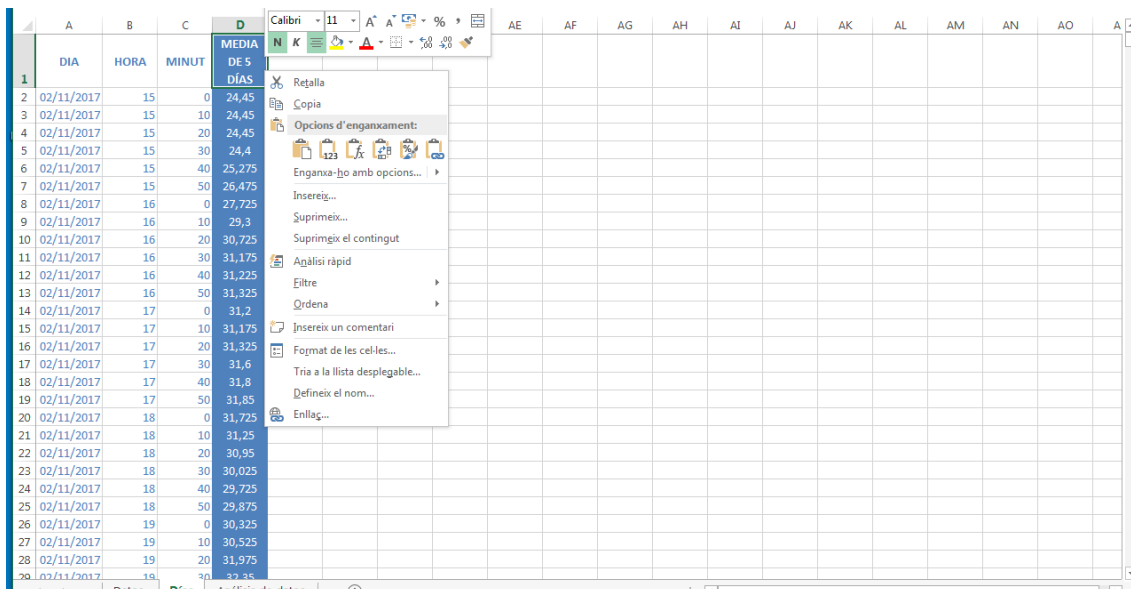 Calibri 11 A A % ,
N K A ,00 ,00
A B C D AE AF AG AH AI AJ AK AL AM AN AO A
1 DIA HORA MINUT MEDIA DE 5 DÍAS
2 02/11/2017 15 0 24,45
3 02/11/2017 15 10 24,45
4 02/11/2017 15 20 24,45
5 02/11/2017 15 30 24,4
6 02/11/2017 15 40 25,275
7 02/11/2017 15 50 26,475
8 02/11/2017 16 0 27,725
9 02/11/2017 16 10 29,3
10 02/11/2017 16 20 30,725
11 02/11/2017 16 30 31,175
12 02/11/2017 16 40 31,225
13 02/11/2017 16 50 31,325
14 02/11/2017 17 0 31,2
15 02/11/2017 17 10 31,175
16 02/11/2017 17 20 31,325
17 02/11/2017 17 30 31,6
18 02/11/2017 17 40 31,8
19 02/11/2017 17 50 31,85
20 02/11/2017 18 0 31,725
21 02/11/2017 18 10 31,25
22 02/11/2017 18 20 30,95
23 02/11/2017 18 30 30,025
24 02/11/2017 18 40 29,725
25 02/11/2017 18 50 29,875
26 02/11/2017 19 0 30,325
27 02/11/2017 19 10 30,525
28 02/11/2017 19 20 31,975
29 02/11/2017 19 30 32,35
Retalla
Copia
Opcions d'enganxament:
123 fx %
Enganxa-ho amb opcions...
Insereix...
Suprimeix...
Suprimeix el contingut
Anàlisi ràpid
Filtre
Ordena
Insereix un comentari
Format de les cel·les...
Tria a la llista desplegable...
Defineix el nom...
Enllaç...